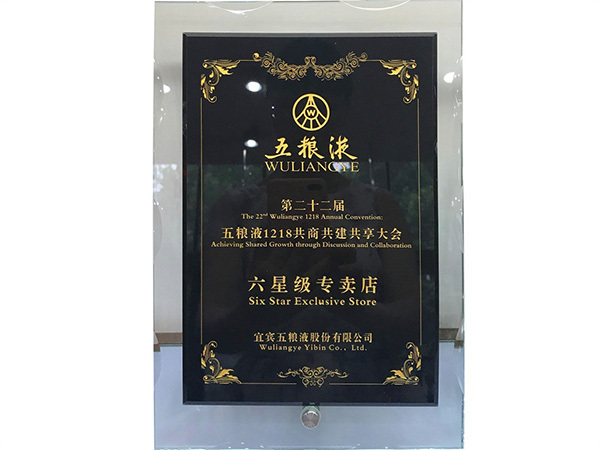 W
五粮液
WULIANGYE
第二十二届
The 22nd Wuliangye 1218 Annual Convention:
五粮液1218共商共建共享大会
Achieving Shared Growth through Discussion and Collaboration
六星级专卖店
Six Star Exclusive Store
宜宾五粮液股份有限公司
Wuliangye Yibin Co., Ltd.